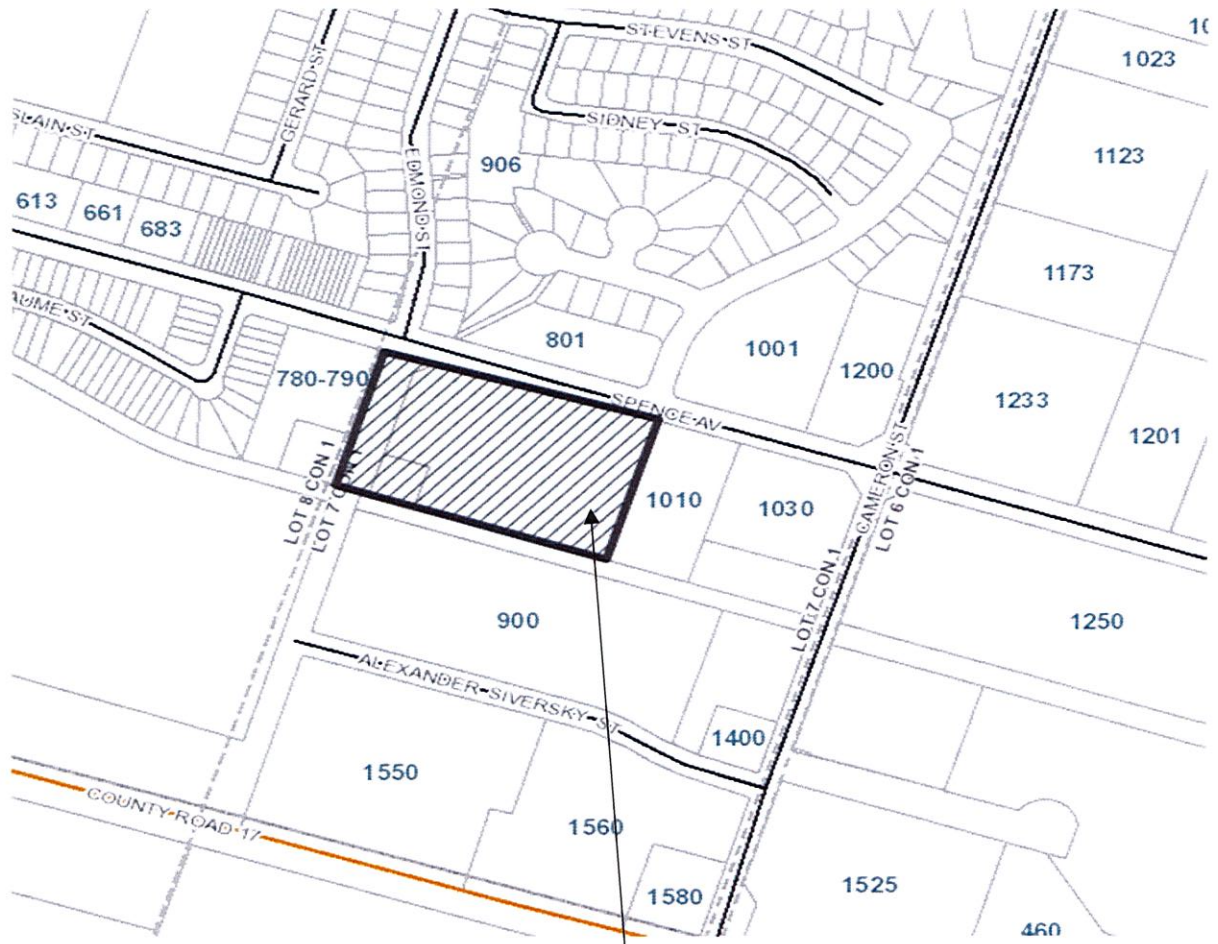 STEVENS ST
1023
SLAIN ST
GERARD ST
SIDNEY ST
EDMOND ST
906
1123
613
661
683
1173
AUME ST
801
1001
1200
780-790
SPENCE AV
1233
1201
LOT 8 CON 1
LOT 7 CON 1
1010
1030
CAMERON ST
LOT 6 CON 1
LOT 7 CON 1
900
1250
ALEXANDER SIVERSKY ST
1400
1550
COUNTY ROAD 17
1560
1580
1525
460